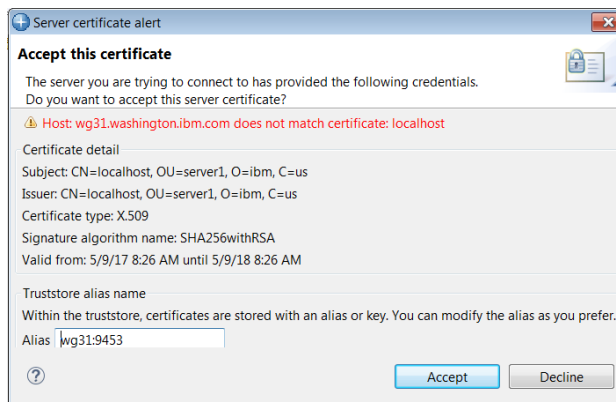 Server certificate alert
Accept this certificate
The server you are trying to connect to has provided the following credentials.
Do you want to accept this server certificate?
Host: wg31.washington.ibm.com does not match certificate: localhost
Certificate detail
Subject: CN=localhost, OU=server1, O=ibm, C=us
Issuer: CN=localhost, OU=server1, O=ibm, C=us
Certificate type: X.509
Signature algorithm name: SHA256withRSA
Valid from: 5/9/17 8:26 AM until 5/9/18 8:26 AM
Truststore alias name
Within the truststore, certificates are stored with an alias or key. You can modify the alias as you prefer.
Alias wg31:9453
? Accept Decline